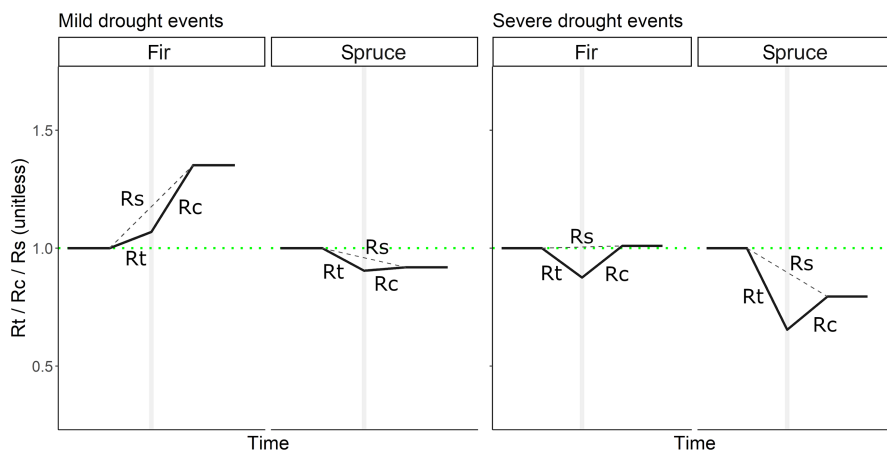 Mild drought events
Severe drought events
Fir
Spruce
Fir
Spruce
Rt / Rc / Rs (unitless)
1.5
1.0
0.5
Rs
Rc
Rt
Rs
Rt
Rc
Rs
Rt
Rc
Rs
Rt
Rc
Time
Time